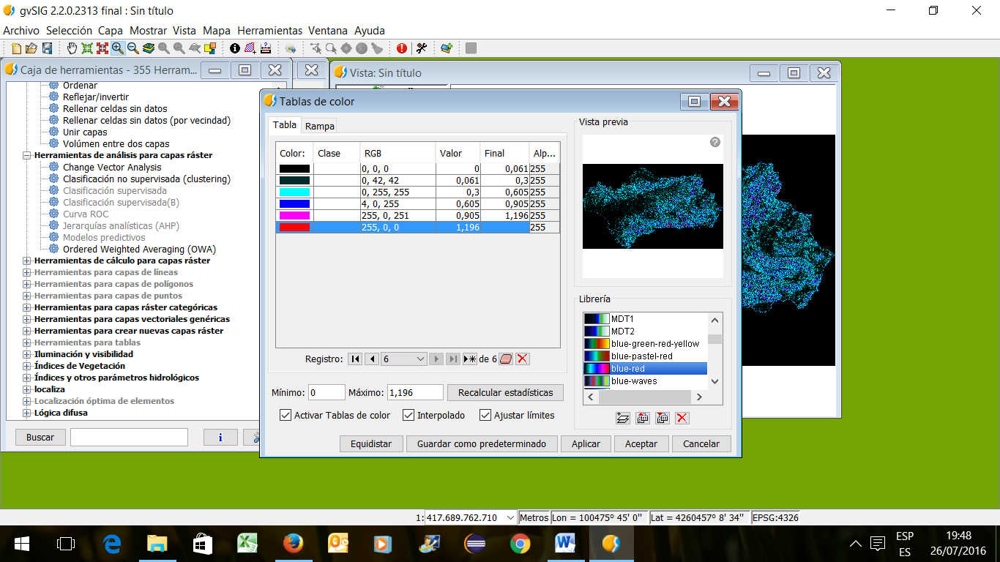 gvSIG 2.2.0.2313 final : Sin título
Archivo Selección Capa Mostrar Vista Mapa Herramientas Ventana Ayuda
Caja de herramientas - 355 Herram...
Ordenar
Reflejar/invertir
Rellenar celdas sin datos
Rellenar celdas sin datos (por vecindad)
Unir capas
Volúmen entre dos capas
Herramientas de análisis para capas ráster
Change Vector Analysis
Clasificación no supervisada (clustering)
Clasificación supervisada
Clasificación supervisada(B)
Curva ROC
Jerarquías analísticas (AHP)
Modelos predictivos
Ordered Weighted Averaging (OWA)
Herramientas de cálculo para capas ráster
Herramientas para capas de líneas
Herramientas para capas de polígonos
Herramientas para capas de puntos
Herramientas para capas ráster categóricas
Herramientas para capas vectoriales genéricas
Herramientas para crear nuevas capas ráster
Herramientas para tablas
Iluminación y visibilidad
Índices de Vegetación
Índices y otros parámetros hidrológicos
localiza
Localización óptima de elementos
Lógica difusa
Buscar
Vista: Sin título
Tablas de color
Tabla Rampa
Color: Clase RGB Valor Final Alp...
0, 0, 0 0 0,061 255
0, 42, 42 0,061 0,3 255
0, 255, 255 0,3 0,605 255
4, 0, 255 0,605 0,905 255
255, 0, 251 0,905 1,196 255
255, 0, 0 1,196 255
Registro: 6 de 6
Mínimo: 0 Máximo: 1,196 Recalcular estadísticas
Activar Tablas de color Interpolado Ajustar límites
Vista previa
Librería
MDT1
MDT2
blue-green-red-yellow
blue-pastel-red
blue-red
blue-waves
Equidistar Guardar como predeterminado Aplicar Aceptar Cancelar
1: 417.689.762.710 Metros Lon = 100475° 45' 0'' Lat = 4260457° 8' 34'' EPSG:4326
ESP
ES
19:48
26/07/2016